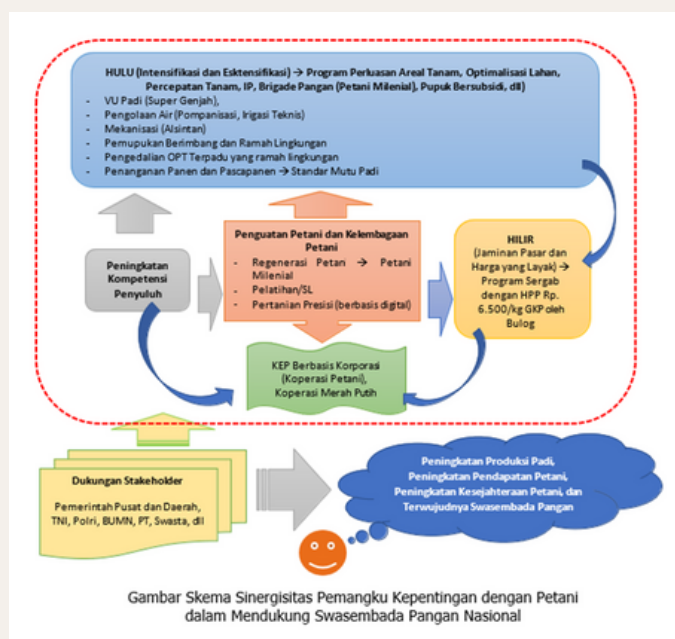 HULU (Intensifikasi dan Esktensifikasi) → Program Perluasan Areal Tanam, Optimalisasi Lahan,
Percepatan Tanam, IP, Brigade Pangan (Petani Milenial), Pupuk Bersubsidi, dll)
- VU Padi (Super Genjah),
- Pengolaan Air (Pompanisasi, Irigasi Teknis)
- Mekanisasi (Alsintan)
- Pemupukan Berimbang dan Ramah Lingkungan
- Pengedalian OPT Terpadu yang ramah lingkungan
- Penanganan Panen dan Pascapanen → Standar Mutu Padi
Peningkatan
Kompetensi
Penyuluh
Penguatan Petani dan Kelembagaan
Petani
- Regenerasi Petani → Petani
Milenial
- Pelatihan/SL
- Pertanian Presisi (berbasis digital)
HILIR
(Jaminan Pasar dan
Harga yang Layak) →
Program Sergab
dengan HPP Rp.
6.500/kg GKP oleh
Bulog
KEP Berbasis Korporasi
(Koperasi Petani),
Koperasi Merah Putih
Dukungan Stakeholder
Pemerintah Pusat dan Daerah,
TNI, Polri, BUMN, PT, Swasta, dll
Peningkatan Produksi Padi,
Peningkatan Pendapatan Petani,
Peningkatan Kesejahteraan Petani, dan
Terwujudnya Swasembada Pangan
Gambar Skema Sinergisitas Pemangku Kepentingan dengan Petani
dalam Mendukung Swasembada Pangan Nasional